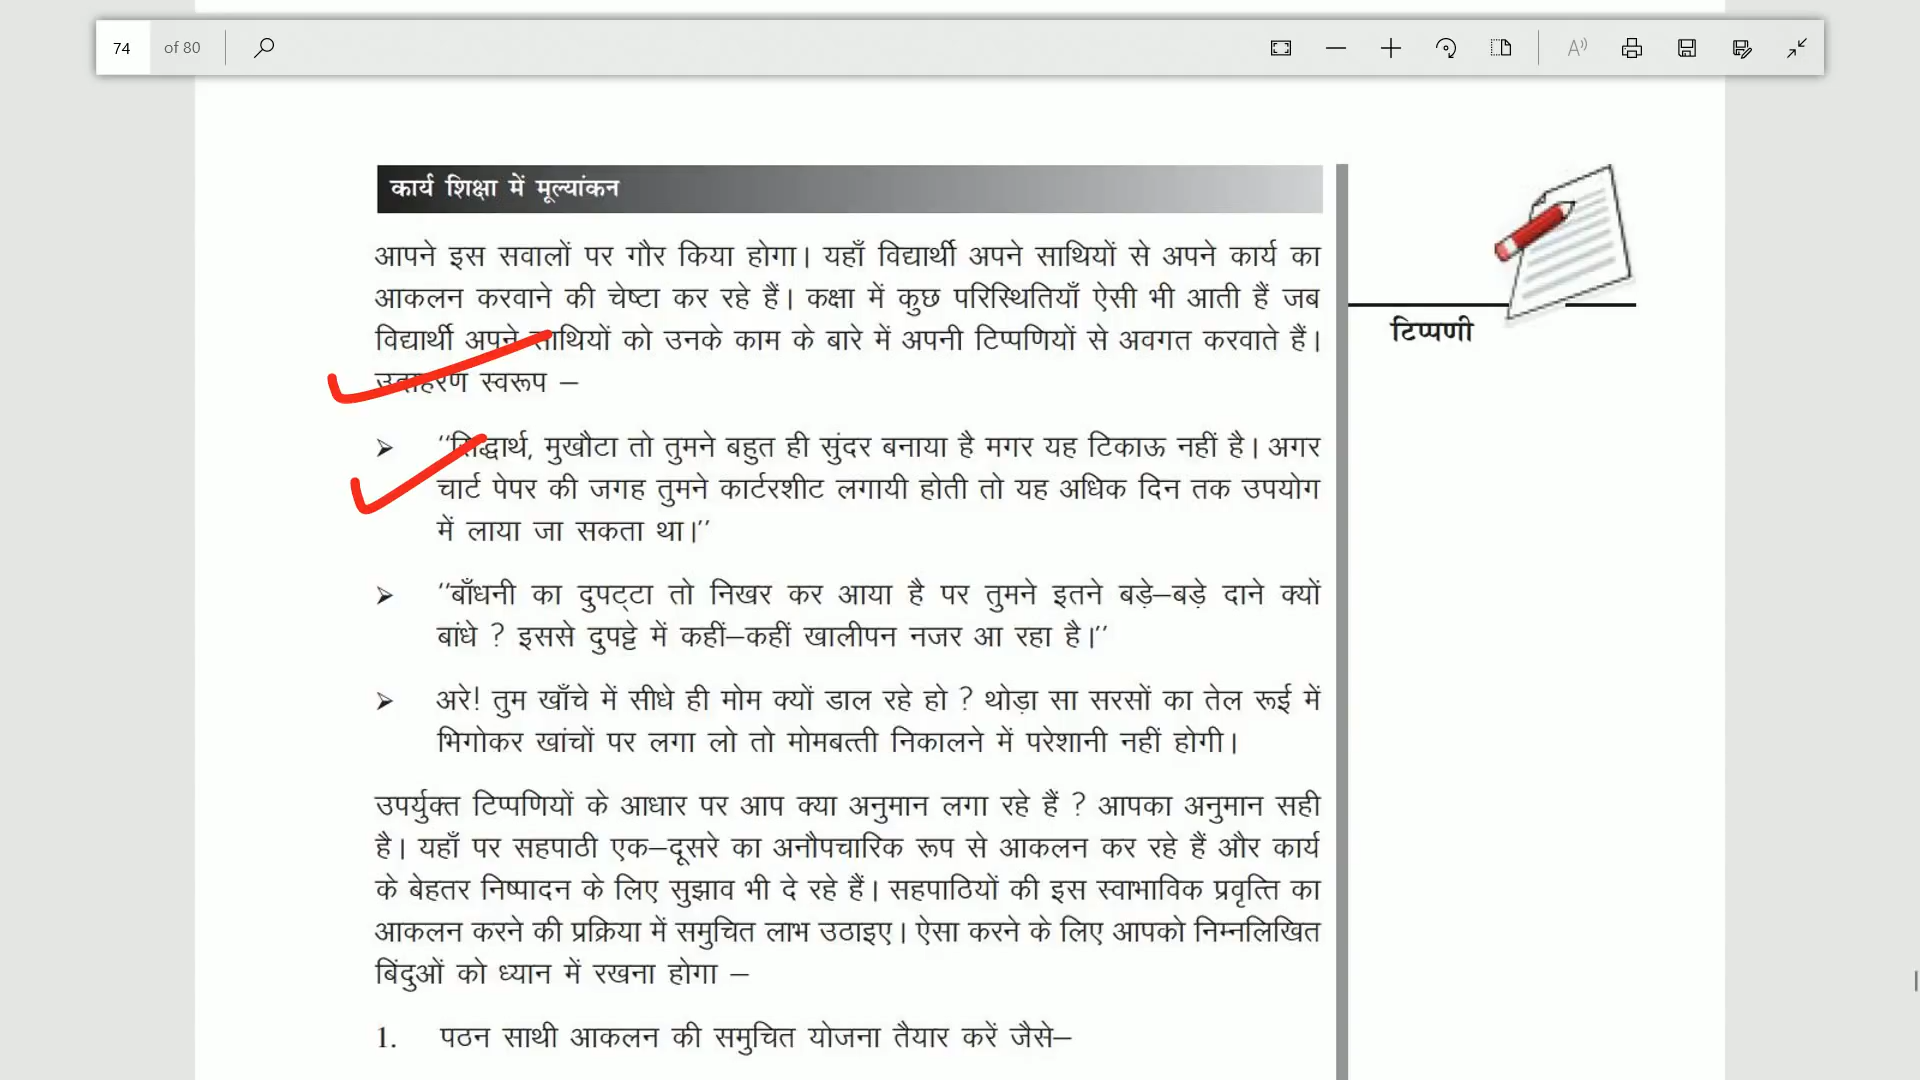 74 of 80
कार्य शिक्षा में मूल्यांकन
आपने इस सवालों पर गौर किया होगा। यहाँ विद्यार्थी अपने साथियों से अपने कार्य का
आकलन करवाने की चेष्टा कर रहे हैं। कक्षा में कुछ परिस्थितियाँ ऐसी भी आती हैं जब
विद्यार्थी अपने साथियों को उनके काम के बारे में अपनी टिप्पणियों से अवगत करवाते हैं।
उदाहरण स्वरूप –
टिप्पणी
➢ ‘‘सिद्धार्थ, मुखौटा तो तुमने बहुत ही सुंदर बनाया है मगर यह टिकाऊ नहीं है। अगर
चार्ट पेपर की जगह तुमने कार्टरशीट लगायी होती तो यह अधिक दिन तक उपयोग
में लाया जा सकता था।’’
➢ ‘‘बाँधनी का दुपट्टा तो निखर कर आया है पर तुमने इतने बड़े–बड़े दाने क्यों
बांधे ? इससे दुपट्टे में कहीं–कहीं खालीपन नजर आ रहा है।’’
➢ अरे! तुम खाँचे में सीधे ही मोम क्यों डाल रहे हो ? थोड़ा सा सरसों का तेल रूई में
भिगोकर खांचों पर लगा लो तो मोमबत्ती निकालने में परेशानी नहीं होगी।
उपर्युक्त टिप्पणियों के आधार पर आप क्या अनुमान लगा रहे हैं ? आपका अनुमान सही
है। यहाँ पर सहपाठी एक–दूसरे का अनौपचारिक रूप से आकलन कर रहे हैं और कार्य
के बेहतर निष्पादन के लिए सुझाव भी दे रहे हैं। सहपाठियों की इस स्वाभाविक प्रवृत्ति का
आकलन करने की प्रक्रिया में समुचित लाभ उठाइए। ऐसा करने के लिए आपको निम्नलिखित
बिंदुओं को ध्यान में रखना होगा –
1. पठन साथी आकलन की समुचित योजना तैयार करें जैसे–